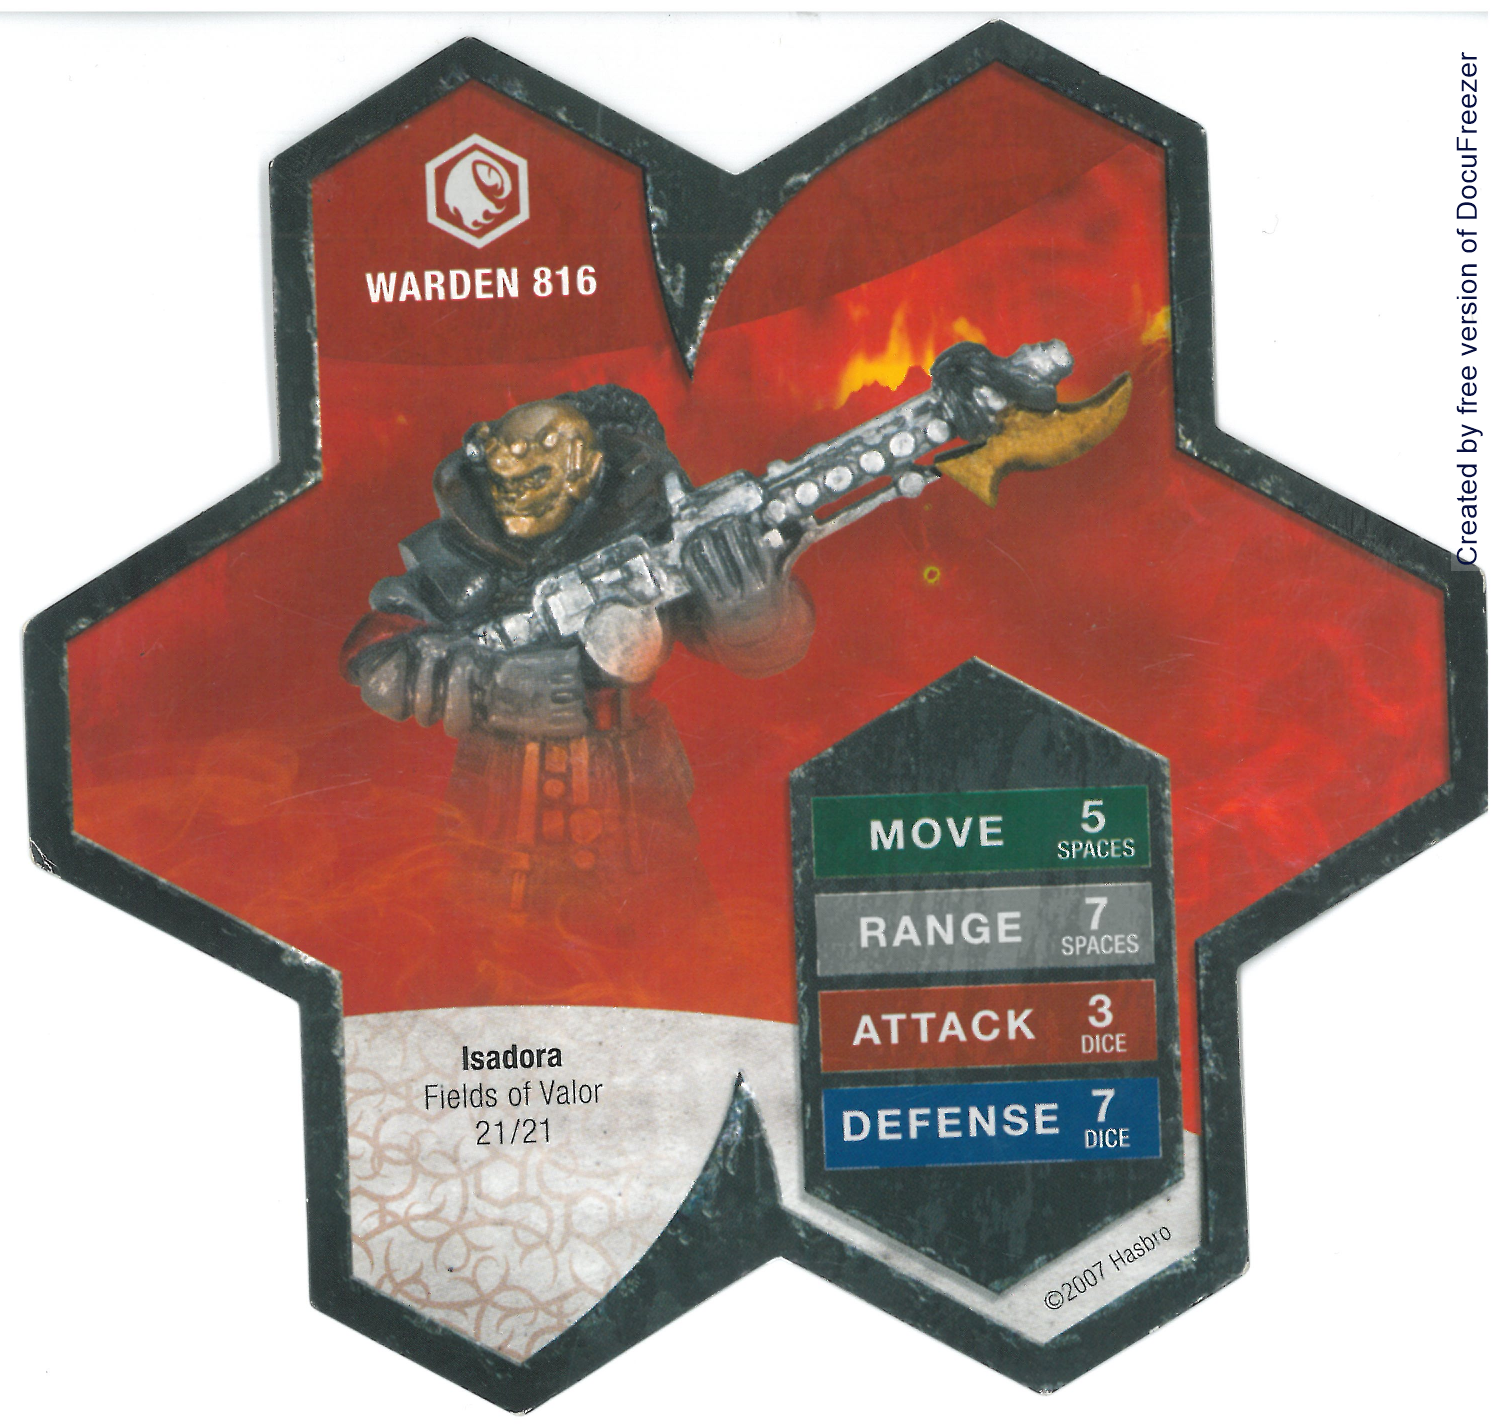 WARDEN 816
MOVE 5
SPACES
RANGE 7
SPACES
ATTACK 3
DICE
DEFENSE 7
DICE
Isadora
Fields of Valor
21/21
©2007 Hasbro
Created by free version of DocuFreezer